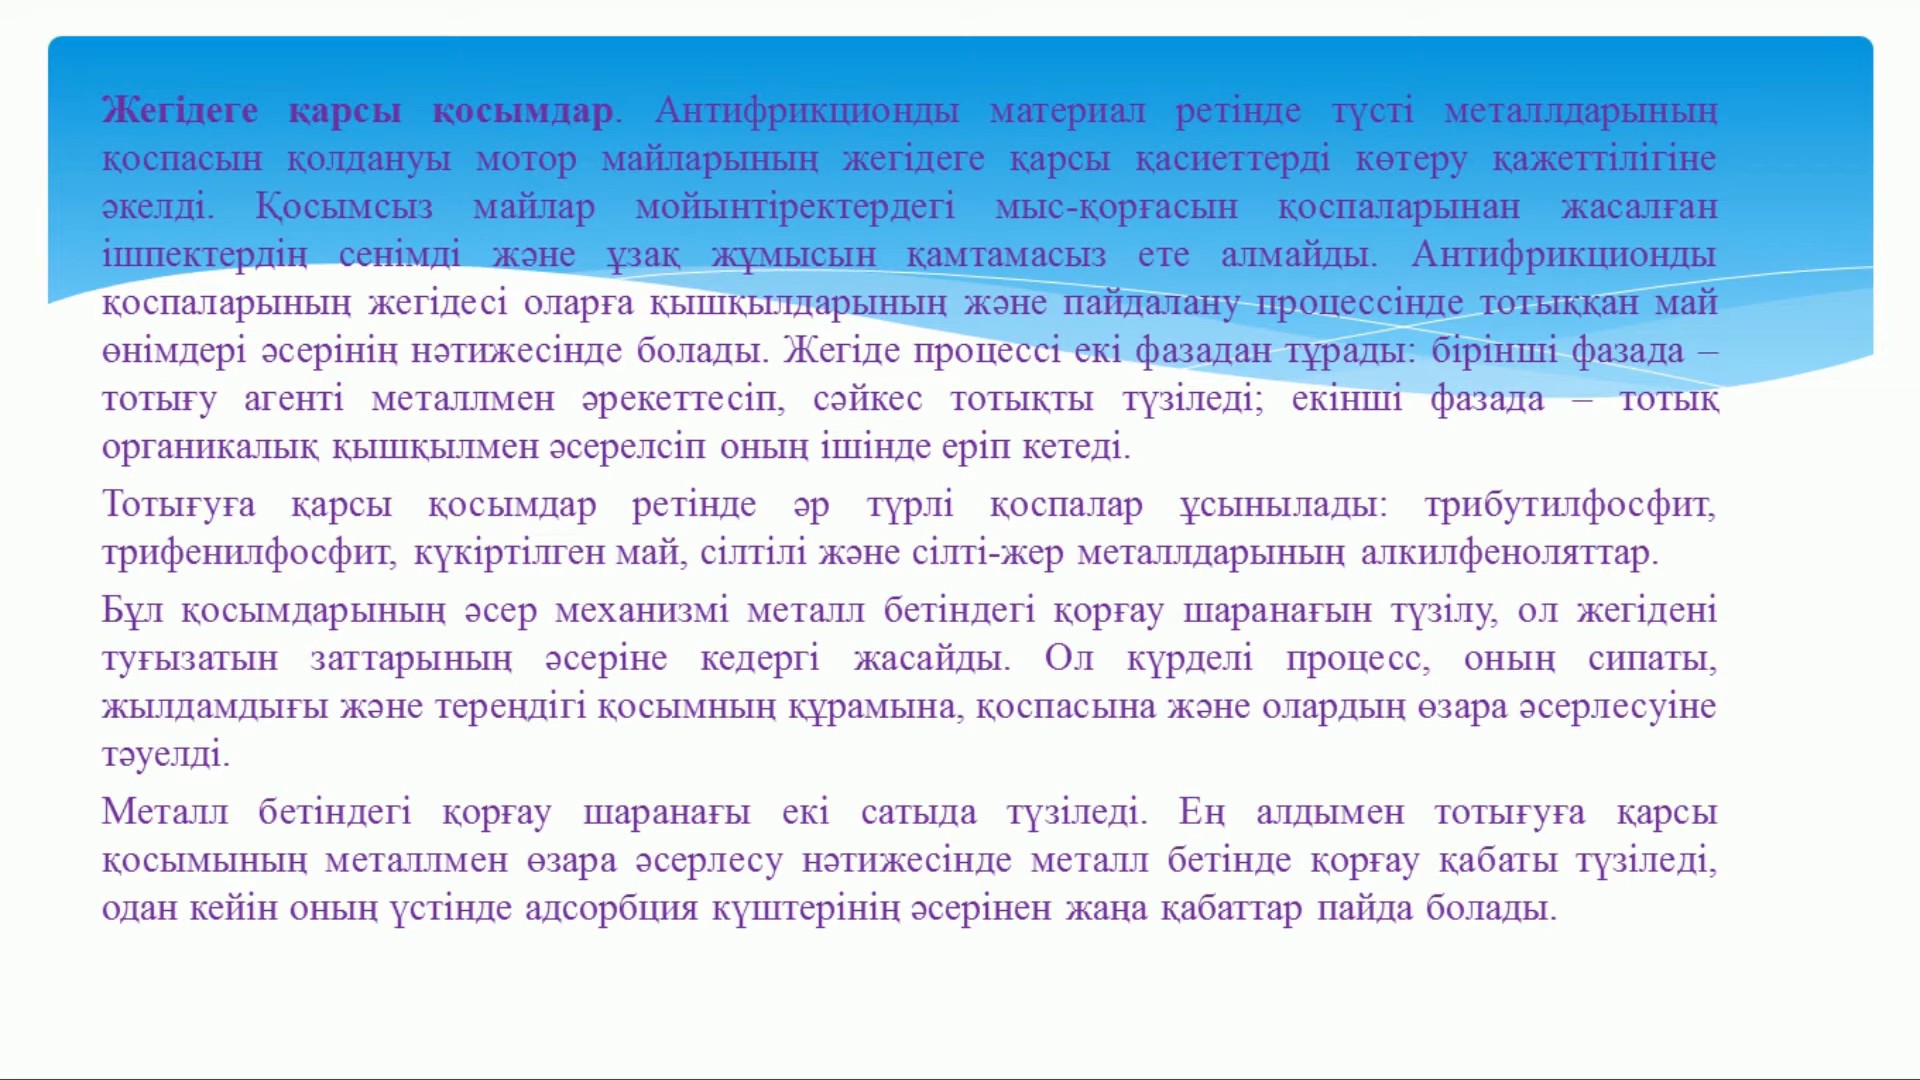 Жегідеге қарсы қосымдар. Антифрикционды материал ретінде түсті металлдарының
қоспасын қолдануы мотор майларының жегідеге қарсы қасиеттерді көтеру қажеттілігіне
әкелді. Қосымсыз майлар мойынтіректердегі мыс-қорғасын қоспаларынан жасалған
ішпектердің сенімді және ұзақ жұмысын қамтамасыз ете алмайды. Антифрикционды
қоспаларының жегідесі оларға қышқылдарының және пайдалану процессінде тотыққан май
өнімдері әсерінің нәтижесінде болады. Жегіде процессі екі фазадан тұрады: бірінші фазада –
тотығу агенті металлмен әрекеттесіп, сәйкес тотықты түзіледі; екінші фазада – тотық
органикалық қышқылмен әсерелсіп оның ішінде еріп кетеді.
Тотығуға қарсы қосымдар ретінде әр түрлі қоспалар ұсынылады: трибутилфосфит,
трифенилфосфит, күкіртілген май, сілтілі және сілті-жер металлдарының алкилфеноляттар.
Бұл қосымдарының әсер механизмі металл бетіндегі қорғау шаранағын түзілу, ол жегідені
туғызатын заттарының әсеріне кедергі жасайды. Ол күрделі процесс, оның сипаты,
жылдамдығы және тереңдігі қосымның құрамына, қоспасына және олардың өзара әсерлесуіне
тәуелді.
Металл бетіндегі қорғау шаранағы екі сатыда түзіледі. Ең алдымен тотығуға қарсы
қосымының металлмен өзара әсерлесу нәтижесінде металл бетінде қорғау қабаты түзіледі,
одан кейін оның үстінде адсорбция күштерінің әсерінен жаңа қабаттар пайда болады.